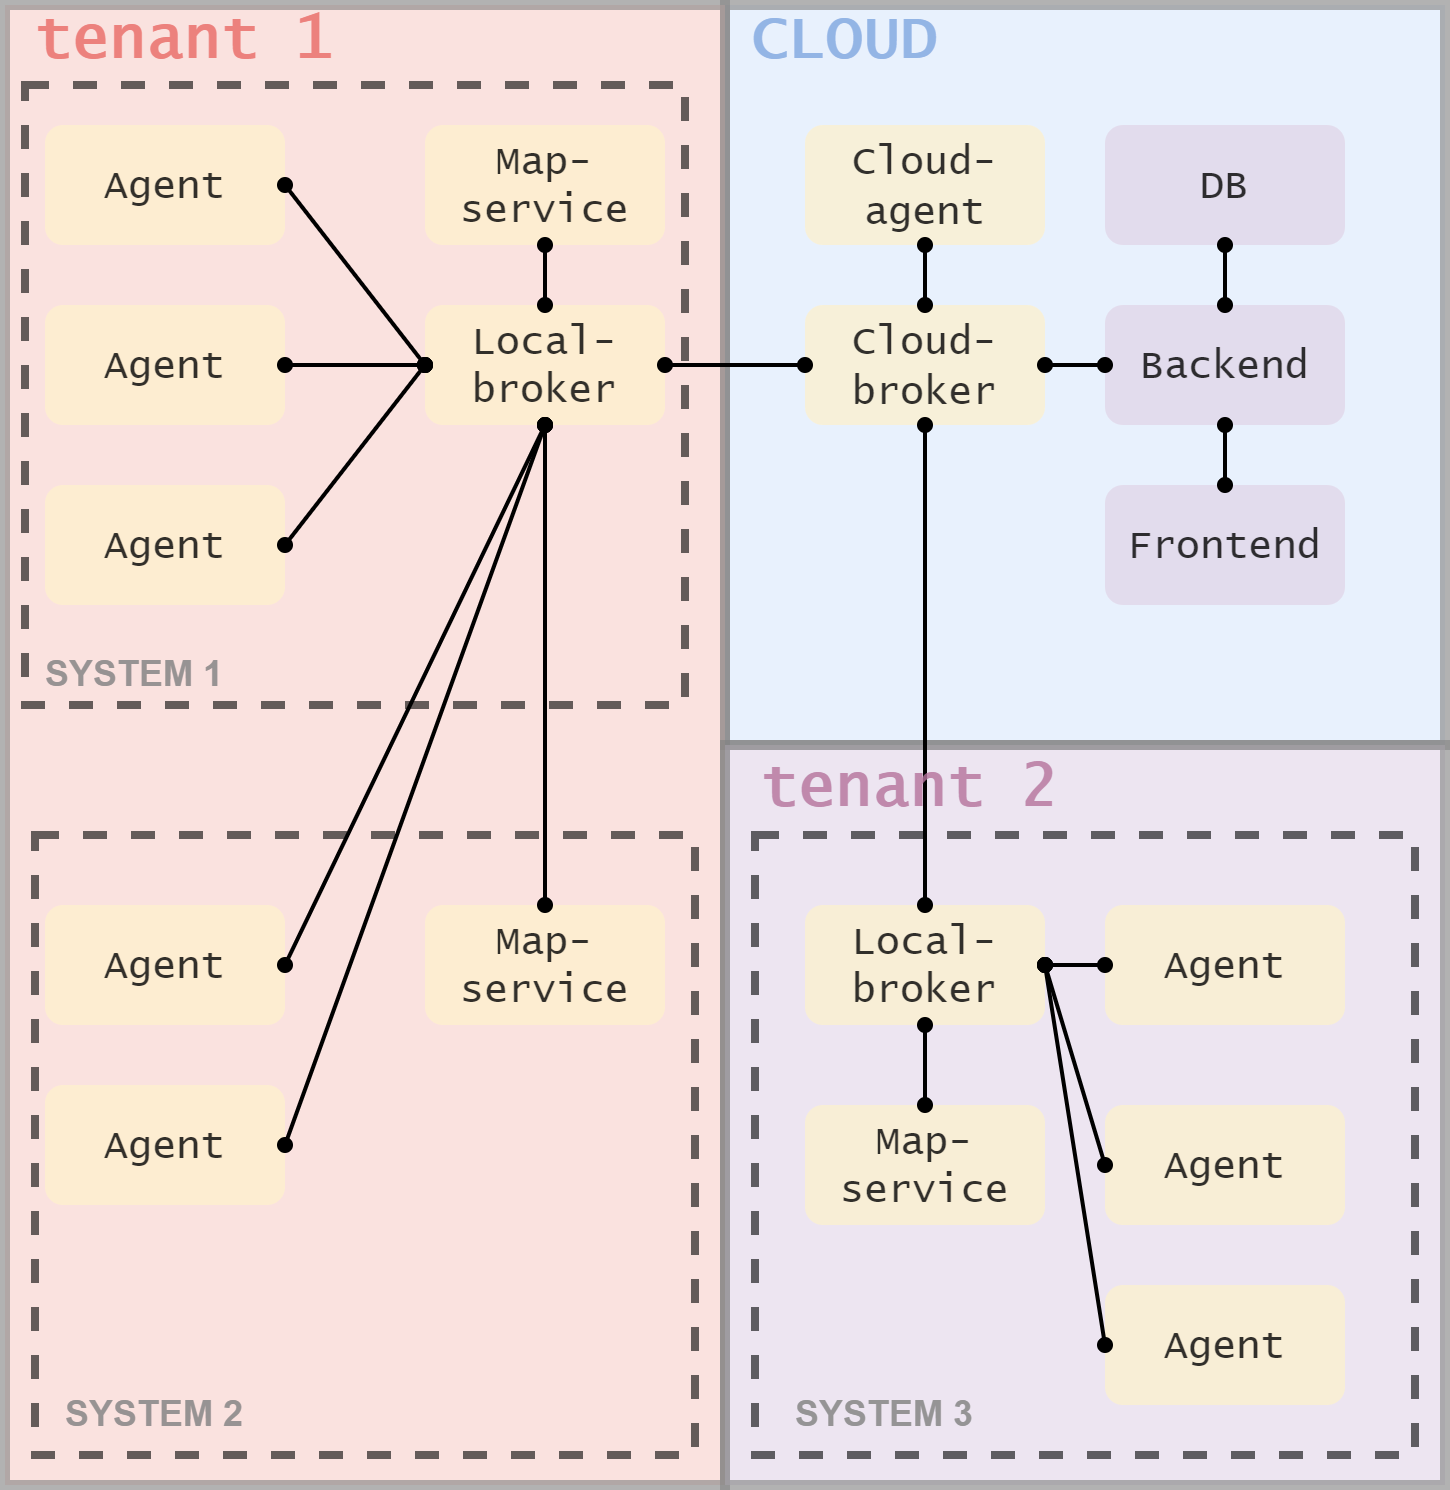 tenant 1
Agent
Map-
service
Agent
Local-
broker
Agent
SYSTEM 1
Agent
Map-
service
Agent
SYSTEM 2
CLOUD
Cloud-
agent
DB
Cloud-
broker
Backend
Frontend
tenant 2
Local-
broker
Agent
Map-
service
Agent
Agent
SYSTEM 3